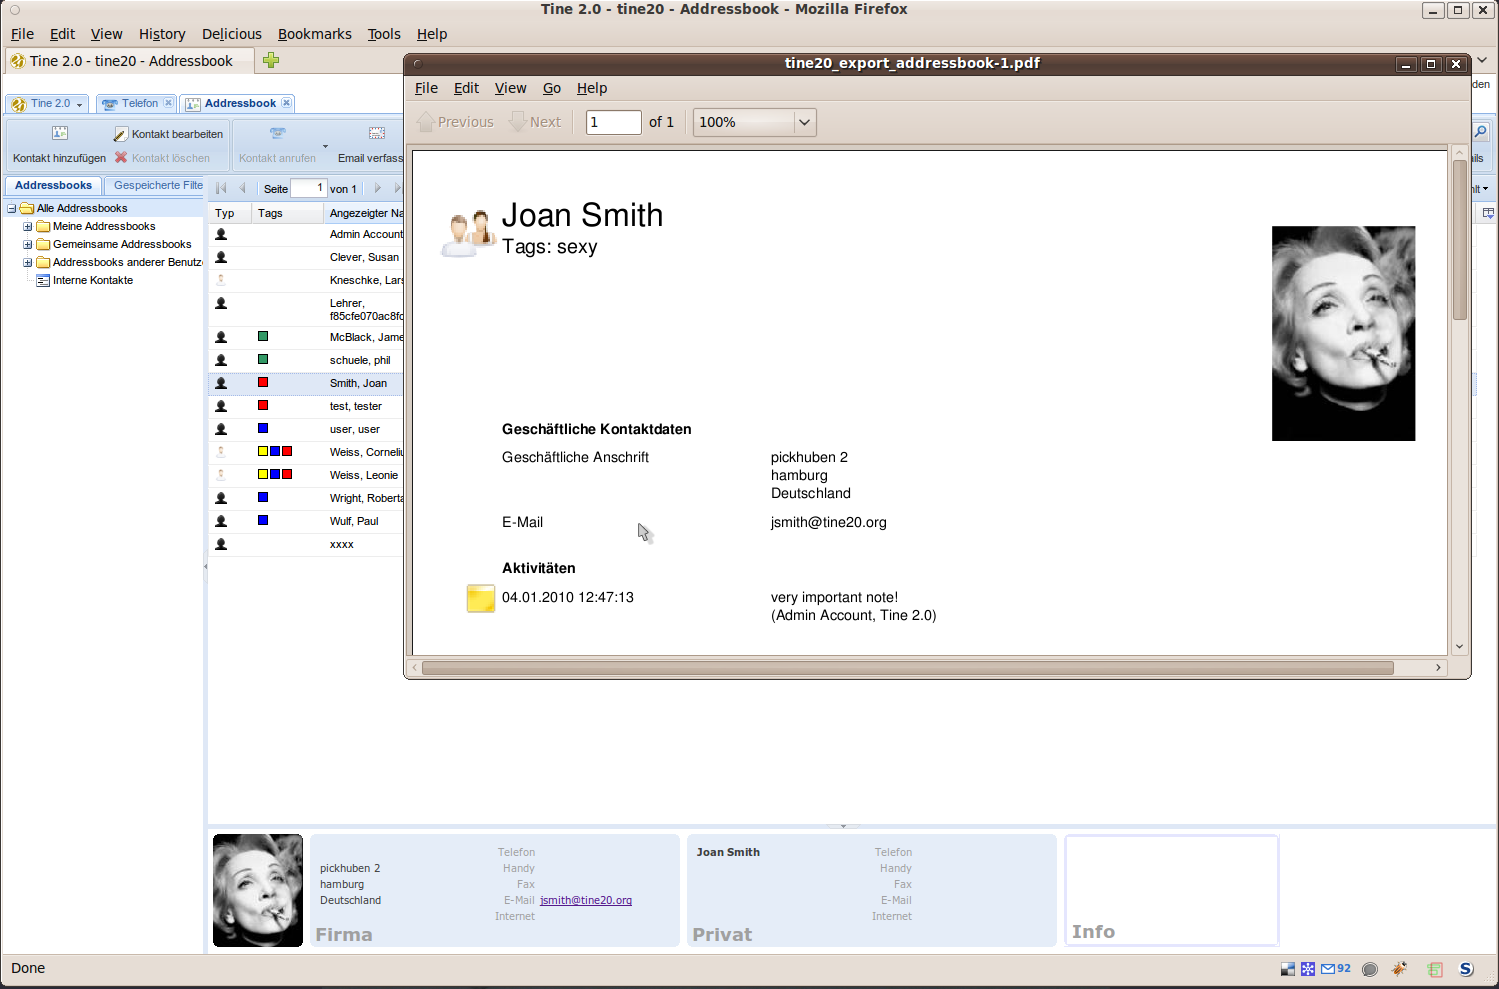 Tine 2.0 - tine20 - Addressbook - Mozilla Firefox
File Edit View History Delicious Bookmarks Tools Help
Tine 2.0 - tine20 - Addressbook
Tine 2.0 Telefon Addressbook
Kontakt hinzufügen
Kontakt bearbeiten
Kontakt löschen
Kontakt anrufen
Email verfass
Addressbooks Gespeicherte Filte
Alle Addressbooks
Meine Addressbooks
Gemeinsame Addressbooks
Addressbooks anderer Benutz
Interne Kontakte
Seite 1 von 1
Typ Tags Angezeigter Na
Admin Account
Clever, Susan
Kneschke, Lars
Lehrer,
f85cfe070ac8fc
McBlack, Jame
schuele, phil
Smith, Joan
test, tester
user, user
Weiss, Corneliu
Weiss, Leonie
Wright, Roberta
Wulf, Paul
xxxx
tine20_export_addressbook-1.pdf
File Edit View Go Help
Previous Next 1 of 1 100%
Joan Smith
Tags: sexy
Geschäftliche Kontaktdaten
Geschäftliche Anschrift pickhuben 2
hamburg
Deutschland
E-Mail jsmith@tine20.org
Aktivitäten
04.01.2010 12:47:13 very important note!
(Admin Account, Tine 2.0)
den
ils
hlt
pickhuben 2
hamburg
Deutschland
Telefon
Handy
Fax
E-Mail jsmith@tine20.org
Internet
Firma
Joan Smith
Telefon
Handy
Fax
E-Mail
Internet
Privat
Info
Done
92